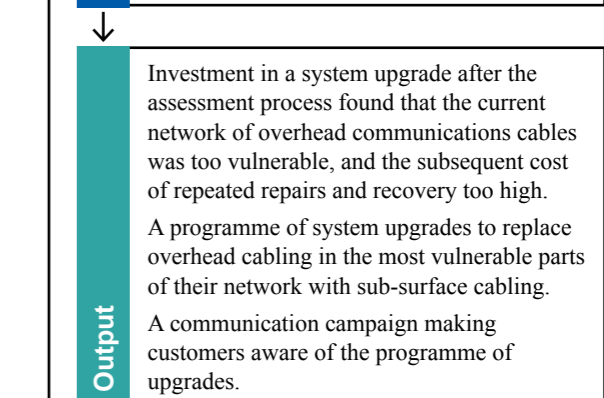 Investment in a system upgrade after the
assessment process found that the current
network of overhead communications cables
was too vulnerable, and the subsequent cost
of repeated repairs and recovery too high.
A programme of system upgrades to replace
overhead cabling in the most vulnerable parts
of their network with sub-surface cabling.
Output
A communication campaign making
customers aware of the programme of
upgrades.